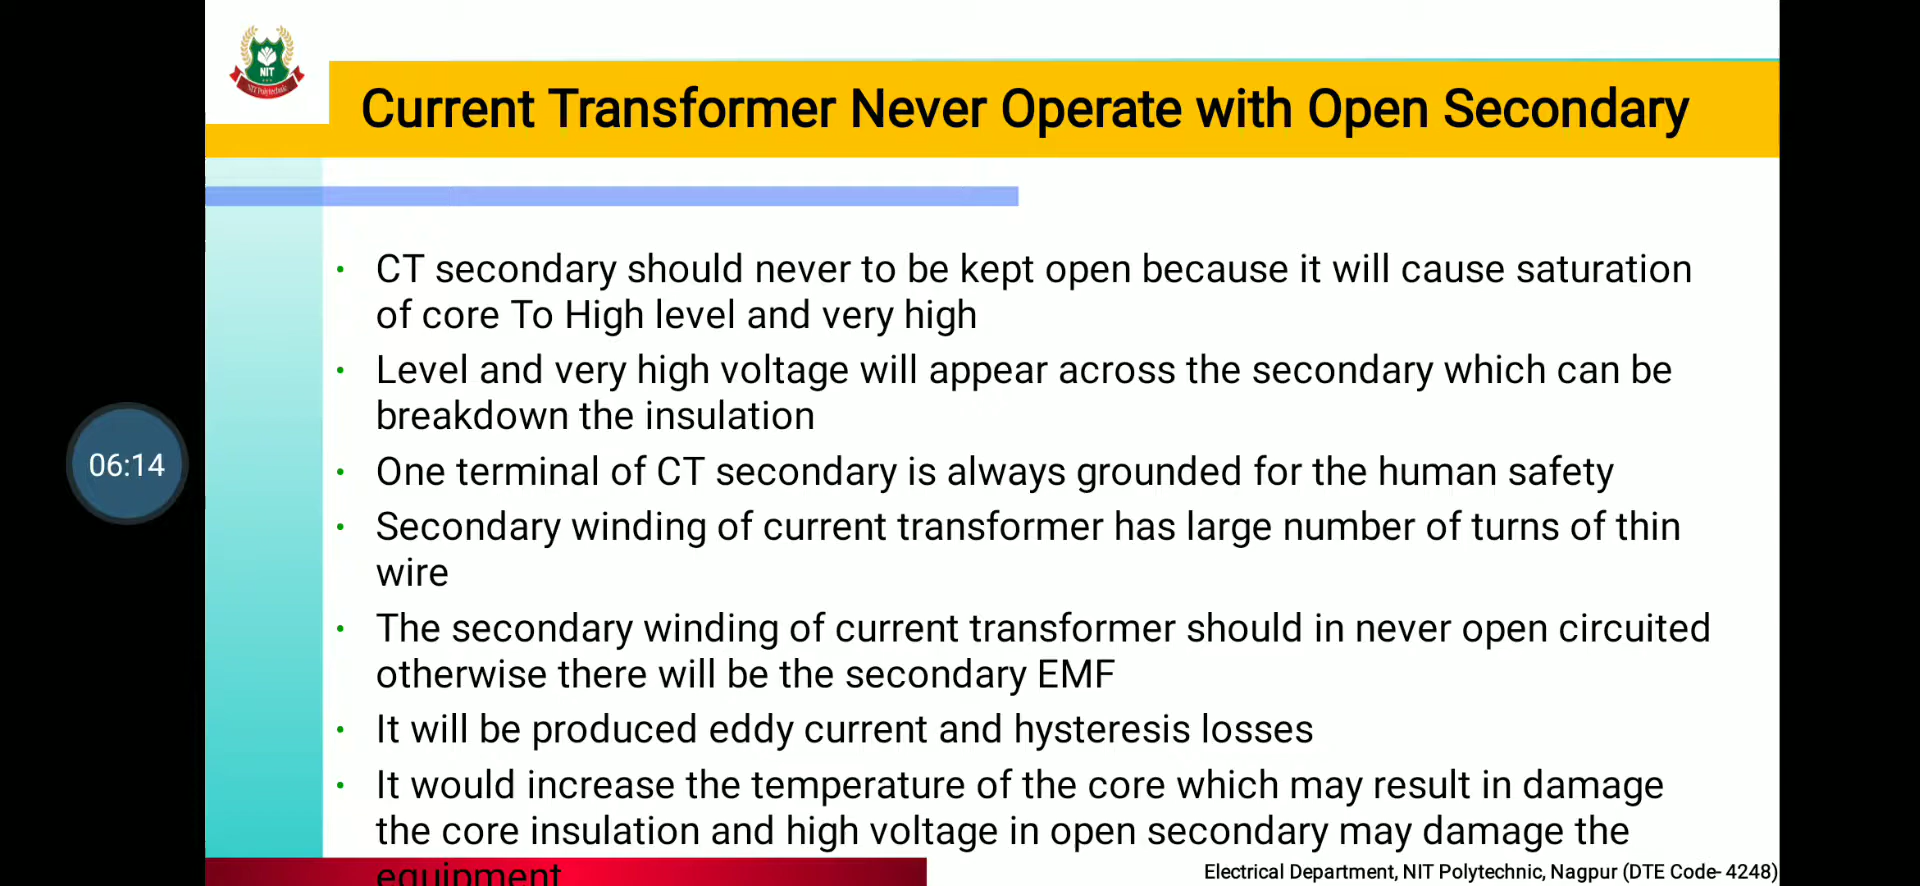 NIT
NIT Polytechnic
Current Transformer Never Operate with Open Secondary
• CT secondary should never to be kept open because it will cause saturation
of core To High level and very high
• Level and very high voltage will appear across the secondary which can be
breakdown the insulation
• One terminal of CT secondary is always grounded for the human safety
• Secondary winding of current transformer has large number of turns of thin
wire
• The secondary winding of current transformer should in never open circuited
otherwise there will be the secondary EMF
• It will be produced eddy current and hysteresis losses
• It would increase the temperature of the core which may result in damage
the core insulation and high voltage in open secondary may damage the
equipment
06:14
Electrical Department, NIT Polytechnic, Nagpur (DTE Code- 4248)